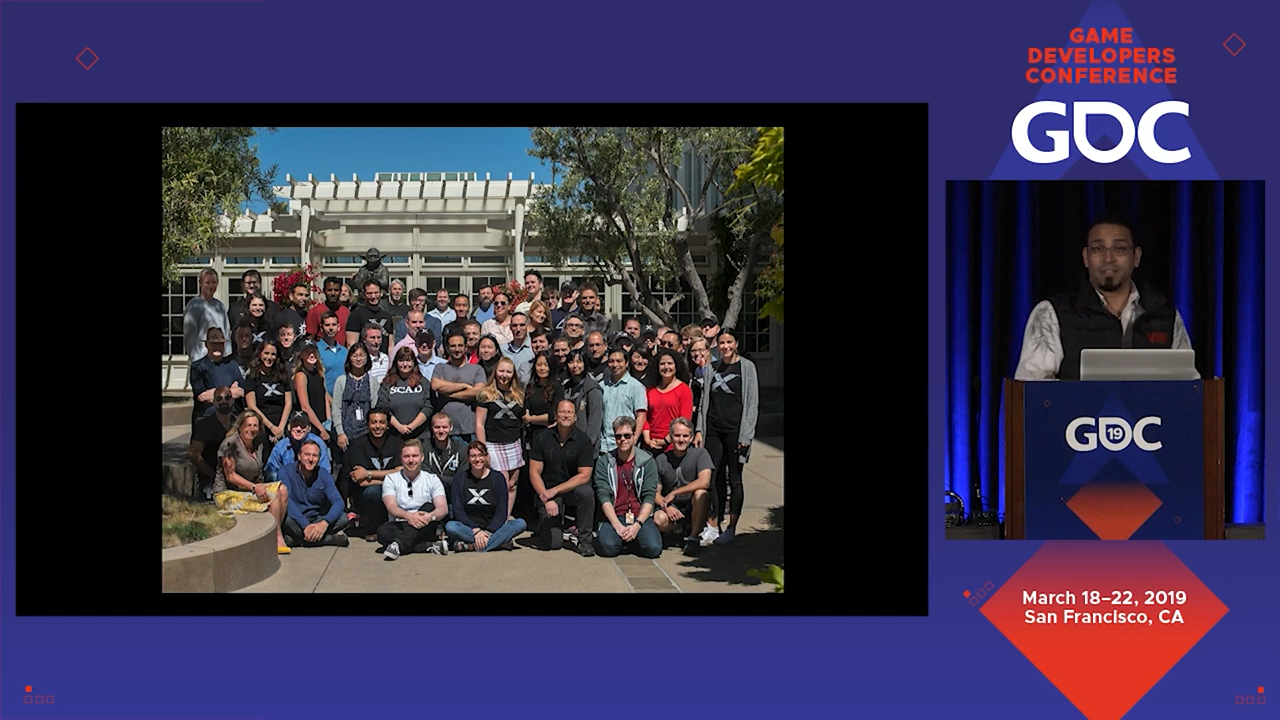 GAME
DEVELOPERS
CONFERENCE
GDC
SCAD
X
X
X
X
GDC
19
March 18–22, 2019
San Francisco, CA